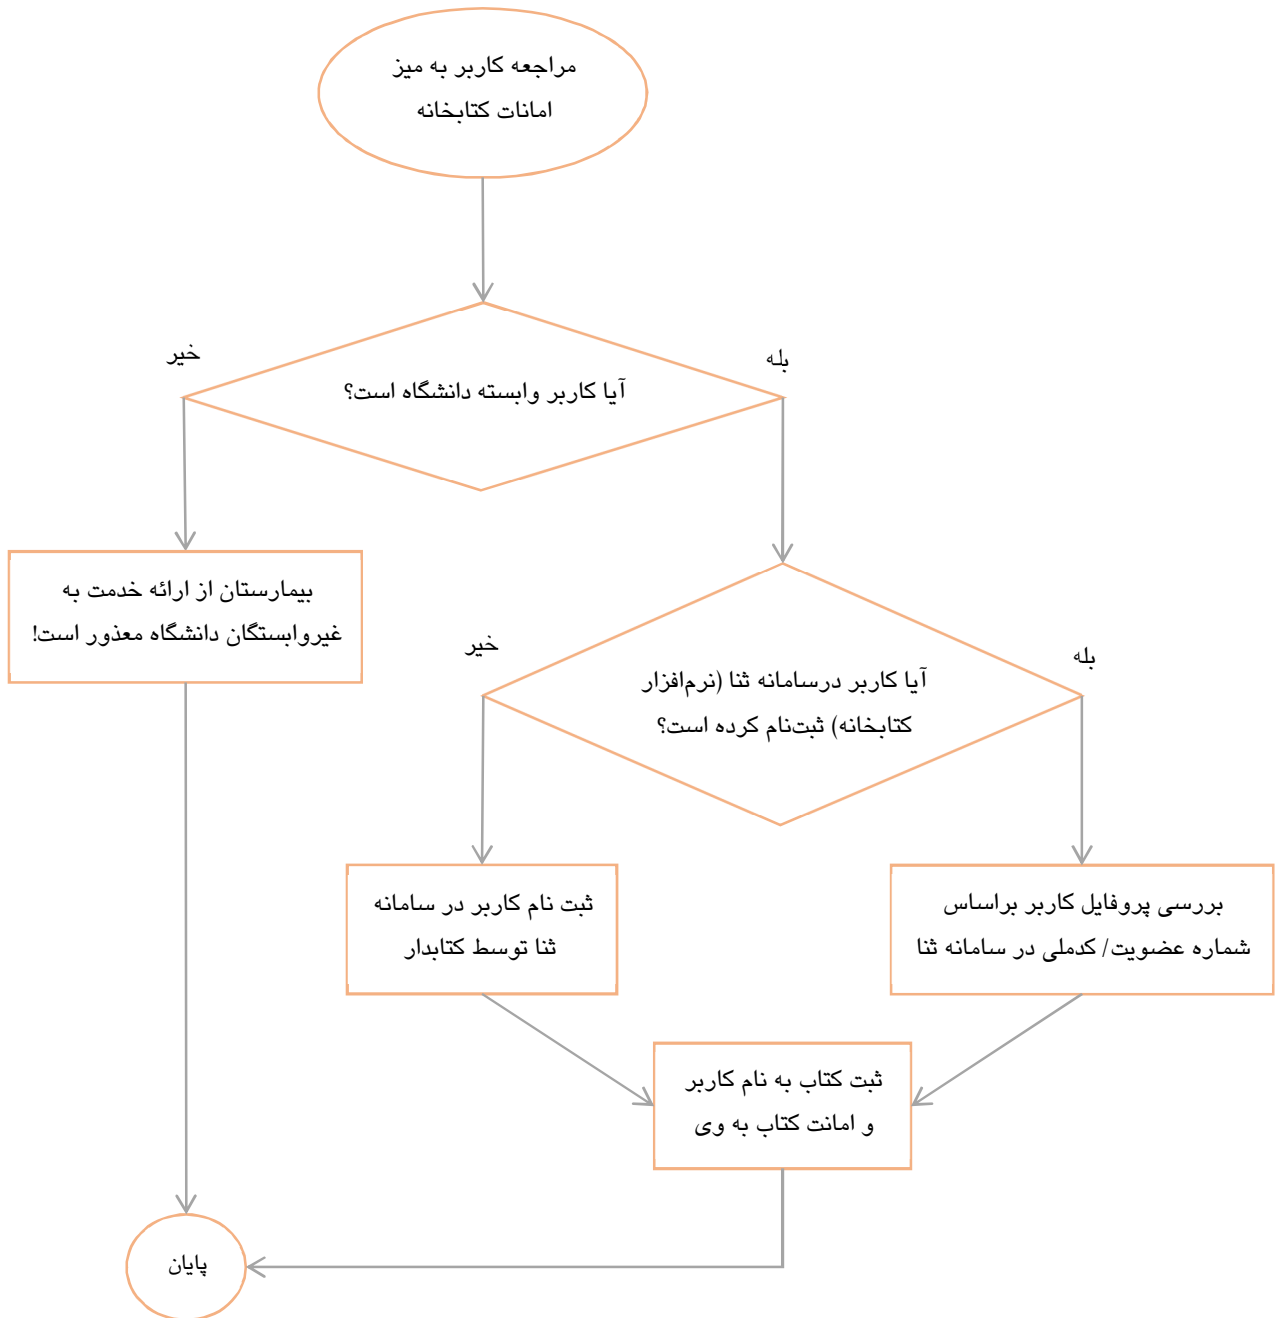 مراجعه کاربر به میز
امانات کتابخانه
خیر
بله
آیا کاربر وابسته دانشگاه است؟
بیمارستان از ارائه خدمت به
غیروابستگان دانشگاه معذور است!
خیر
بله
آیا کاربر درسامانه ثنا (نرم‌افزار
کتابخانه) ثبت‌نام کرده است؟
ثبت نام کاربر در سامانه
ثنا توسط کتابدار
بررسی پروفایل کاربر براساس
شماره عضویت/ کدملی در سامانه ثنا
ثبت کتاب به نام کاربر
و امانت کتاب به وی
پایان